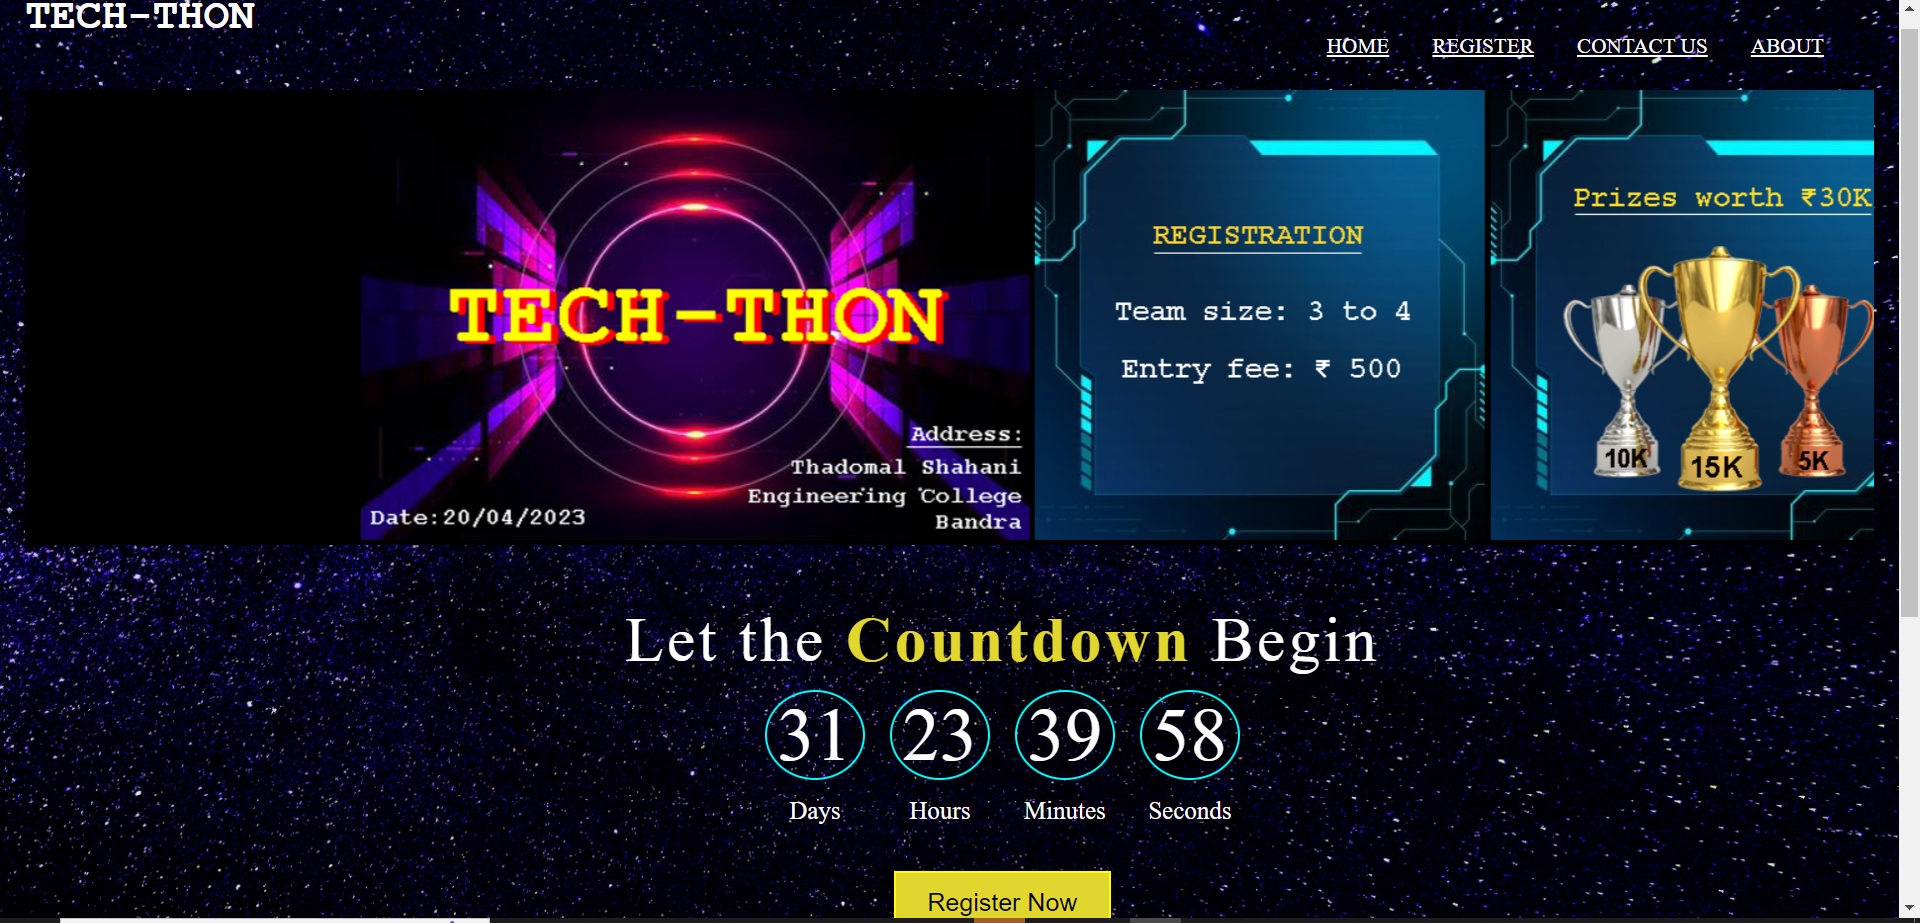 TECH-THON
HOME REGISTER CONTACT US ABOUT
TECH-THON
Address:
Thadomal Shahani
Engineering College
Bandra
Date:20/04/2023
REGISTRATION
Team size: 3 to 4
Entry fee: ₹ 500
Prizes worth ₹30K
10K 15K 5K
Let the Countdown Begin
31 23 39 58
Days Hours Minutes Seconds
Register Now